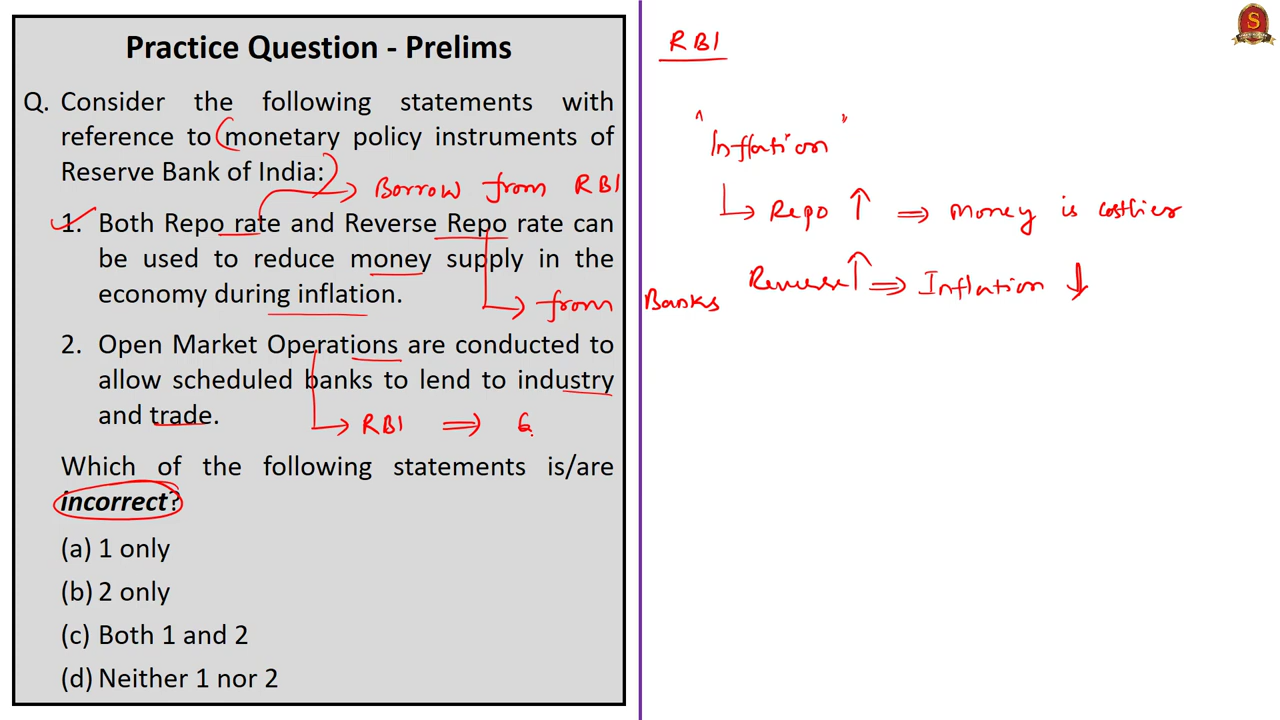 Practice Question - Prelims
Q. Consider the following statements with
reference to (monetary policy instruments of
Reserve Bank of India:)
Borrow from RBI
1. Both Repo rate and Reverse Repo rate can
be used to reduce money supply in the
economy during inflation.
from Banks
2. Open Market Operations are conducted to
allow scheduled banks to lend to industry
and trade.
RBI ⇒ G
Which of the following statements is/are
incorrect?
(a) 1 only
(b) 2 only
(c) Both 1 and 2
(d) Neither 1 nor 2
RBI
"Inflation"
Repo ↑ ⇒ Money is costlier
Reverse ↑ ⇒ Inflation ↓
S